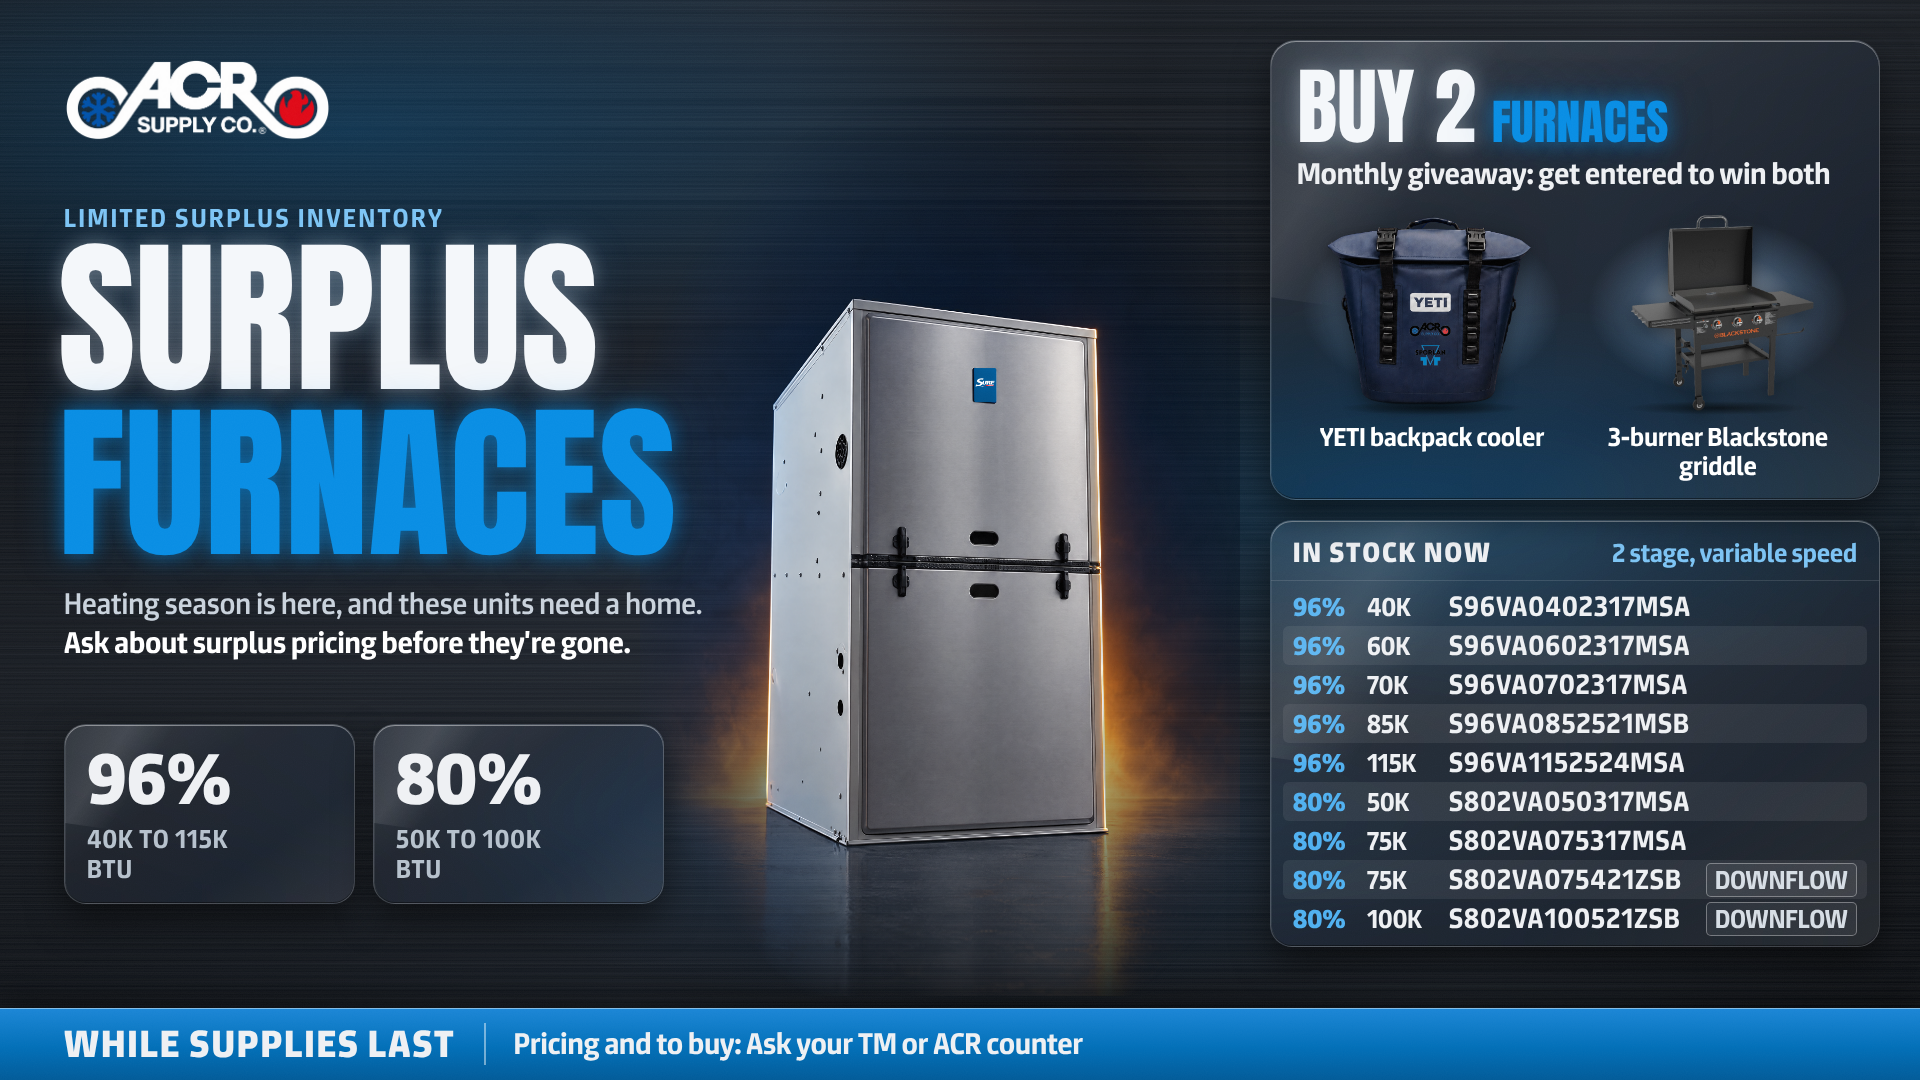 ACR
SUPPLY CO.®
LIMITED SURPLUS INVENTORY
SURPLUS
FURNACES
Heating season is here, and these units need a home.
Ask about surplus pricing before they're gone.
96%
40K TO 115K
BTU
80%
50K TO 100K
BTU
SURE
BUY 2 FURNACES
Monthly giveaway: get entered to win both
YETI
ACR
BLACKSTONE
YETI backpack cooler
3-burner Blackstone
griddle
IN STOCK NOW 2 stage, variable speed
96% 40K S96VA0402317MSA
96% 60K S96VA0602317MSA
96% 70K S96VA0702317MSA
96% 85K S96VA0852521MSB
96% 115K S96VA1152524MSA
80% 50K S802VA050317MSA
80% 75K S802VA075317MSA
80% 75K S802VA075421ZSB DOWNFLOW
80% 100K S802VA100521ZSB DOWNFLOW
WHILE SUPPLIES LAST
Pricing and to buy: Ask your TM or ACR counter